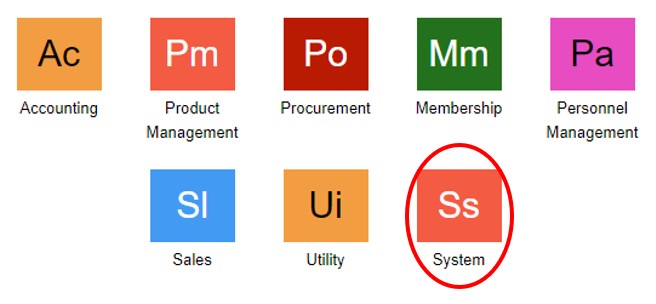 Ac Pm Po Mm Pa
Accounting Product Procurement Membership Personnel
Management Management
Sl Ui Ss
Sales Utility System